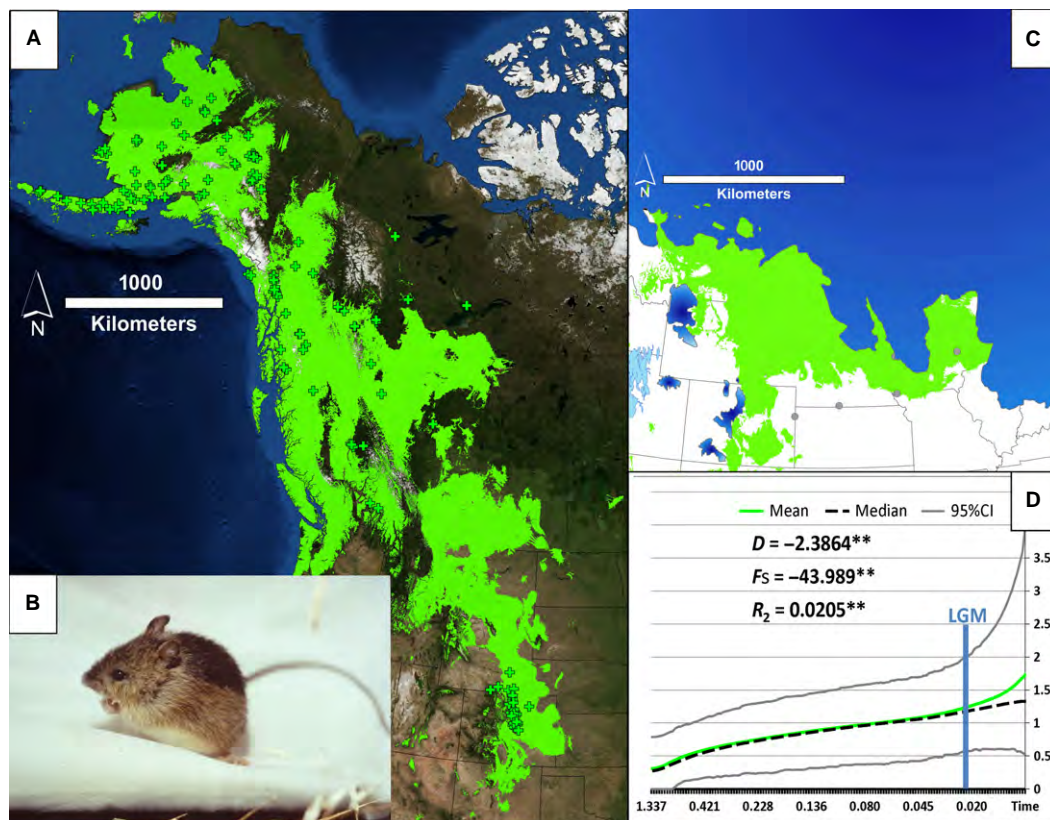 A
1000
Kilometers
N
B
C
1000
Kilometers
N
D
Mean Median 95%CI
D = –2.3864**
FS = –43.989**
R2 = 0.0205**
LGM
3.5
3
2.5
2
1.5
1
0.5
0
1.337 0.421 0.228 0.136 0.080 0.045 0.020 Time